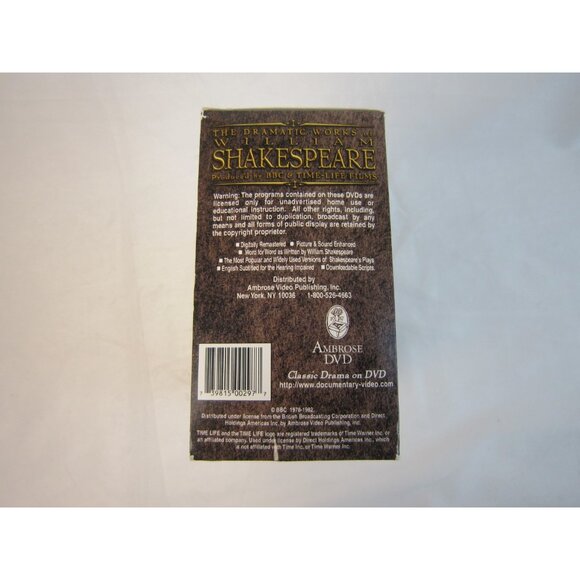 THE DRAMATIC WORKS OF
WILLIAM
SHAKESPEARE
Produced by BBC & TIME-LIFE FILMS
Warning: The programs contained on these DVDs are
licensed only for unadvertised home use or
educational instruction. All other rights, including,
but not limited to duplication, broadcast by any
means and all forms of public display are retained by
the copyright proprietor.
■ Digitally Remastered ■ Picture & Sound Enhanced
■ Word for Word as Written by William Shakespeare
■ The Most Popular and Widely Used Versions of Shakespeare's Plays
■ English Subtitled for the Hearing Impaired ■ Downloadable Scripts
Distributed by
Ambrose Video Publishing, Inc.
New York, NY 10036 1-800-526-4663
AMBROSE
DVD
Classic Drama on DVD
http://www.documentary-video.com
7 39815 00297 7
© BBC 1978-1982.
Distributed under license from the British Broadcasting Corporation and Direct
Holdings Americas Inc. by Ambrose Video Publishing, Inc.
TIME LIFE and the TIME LIFE logo are registered trademarks of Time Warner Inc. or
an affiliated company. Used under license by Direct Holdings Americas Inc., which
is not affiliated with Time Inc. or Time Warner Inc.